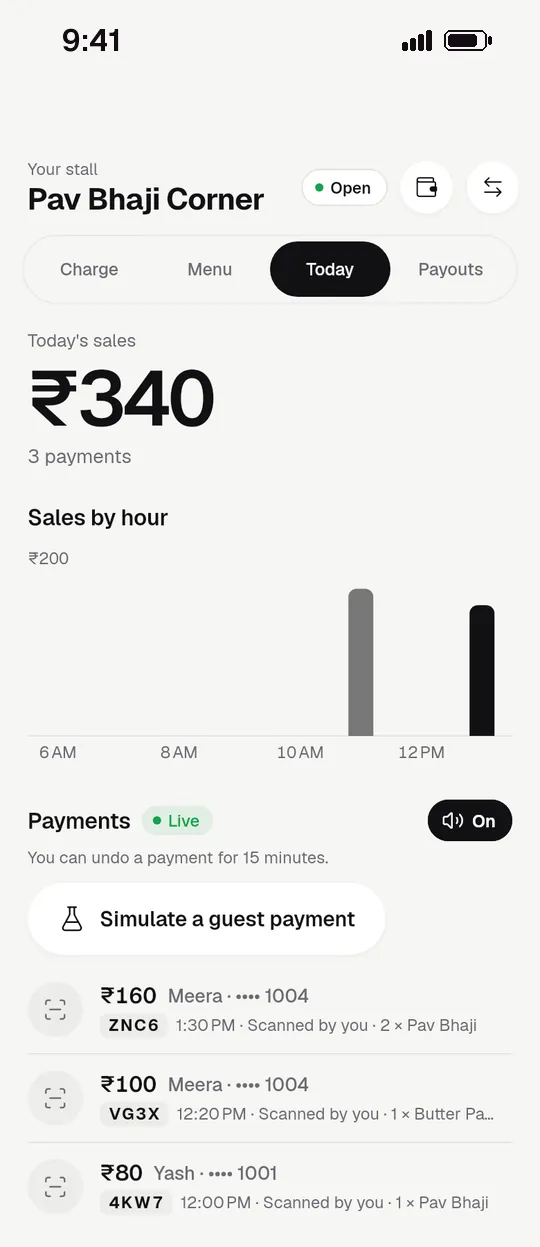 9:41
Your stall
Pav Bhaji Corner
Open
Charge Menu Today Payouts
Today's sales
₹340
3 payments
Sales by hour
₹200
6 AM 8 AM 10 AM 12 PM
Payments Live On
You can undo a payment for 15 minutes.
Simulate a guest payment
₹160 Meera · •••• 1004
ZNC6 1:30 PM · Scanned by you · 2 × Pav Bhaji
₹100 Meera · •••• 1004
VG3X 12:20 PM · Scanned by you · 1 × Butter Pa...
₹80 Yash · •••• 1001
4KW7 12:00 PM · Scanned by you · 1 × Pav Bhaji